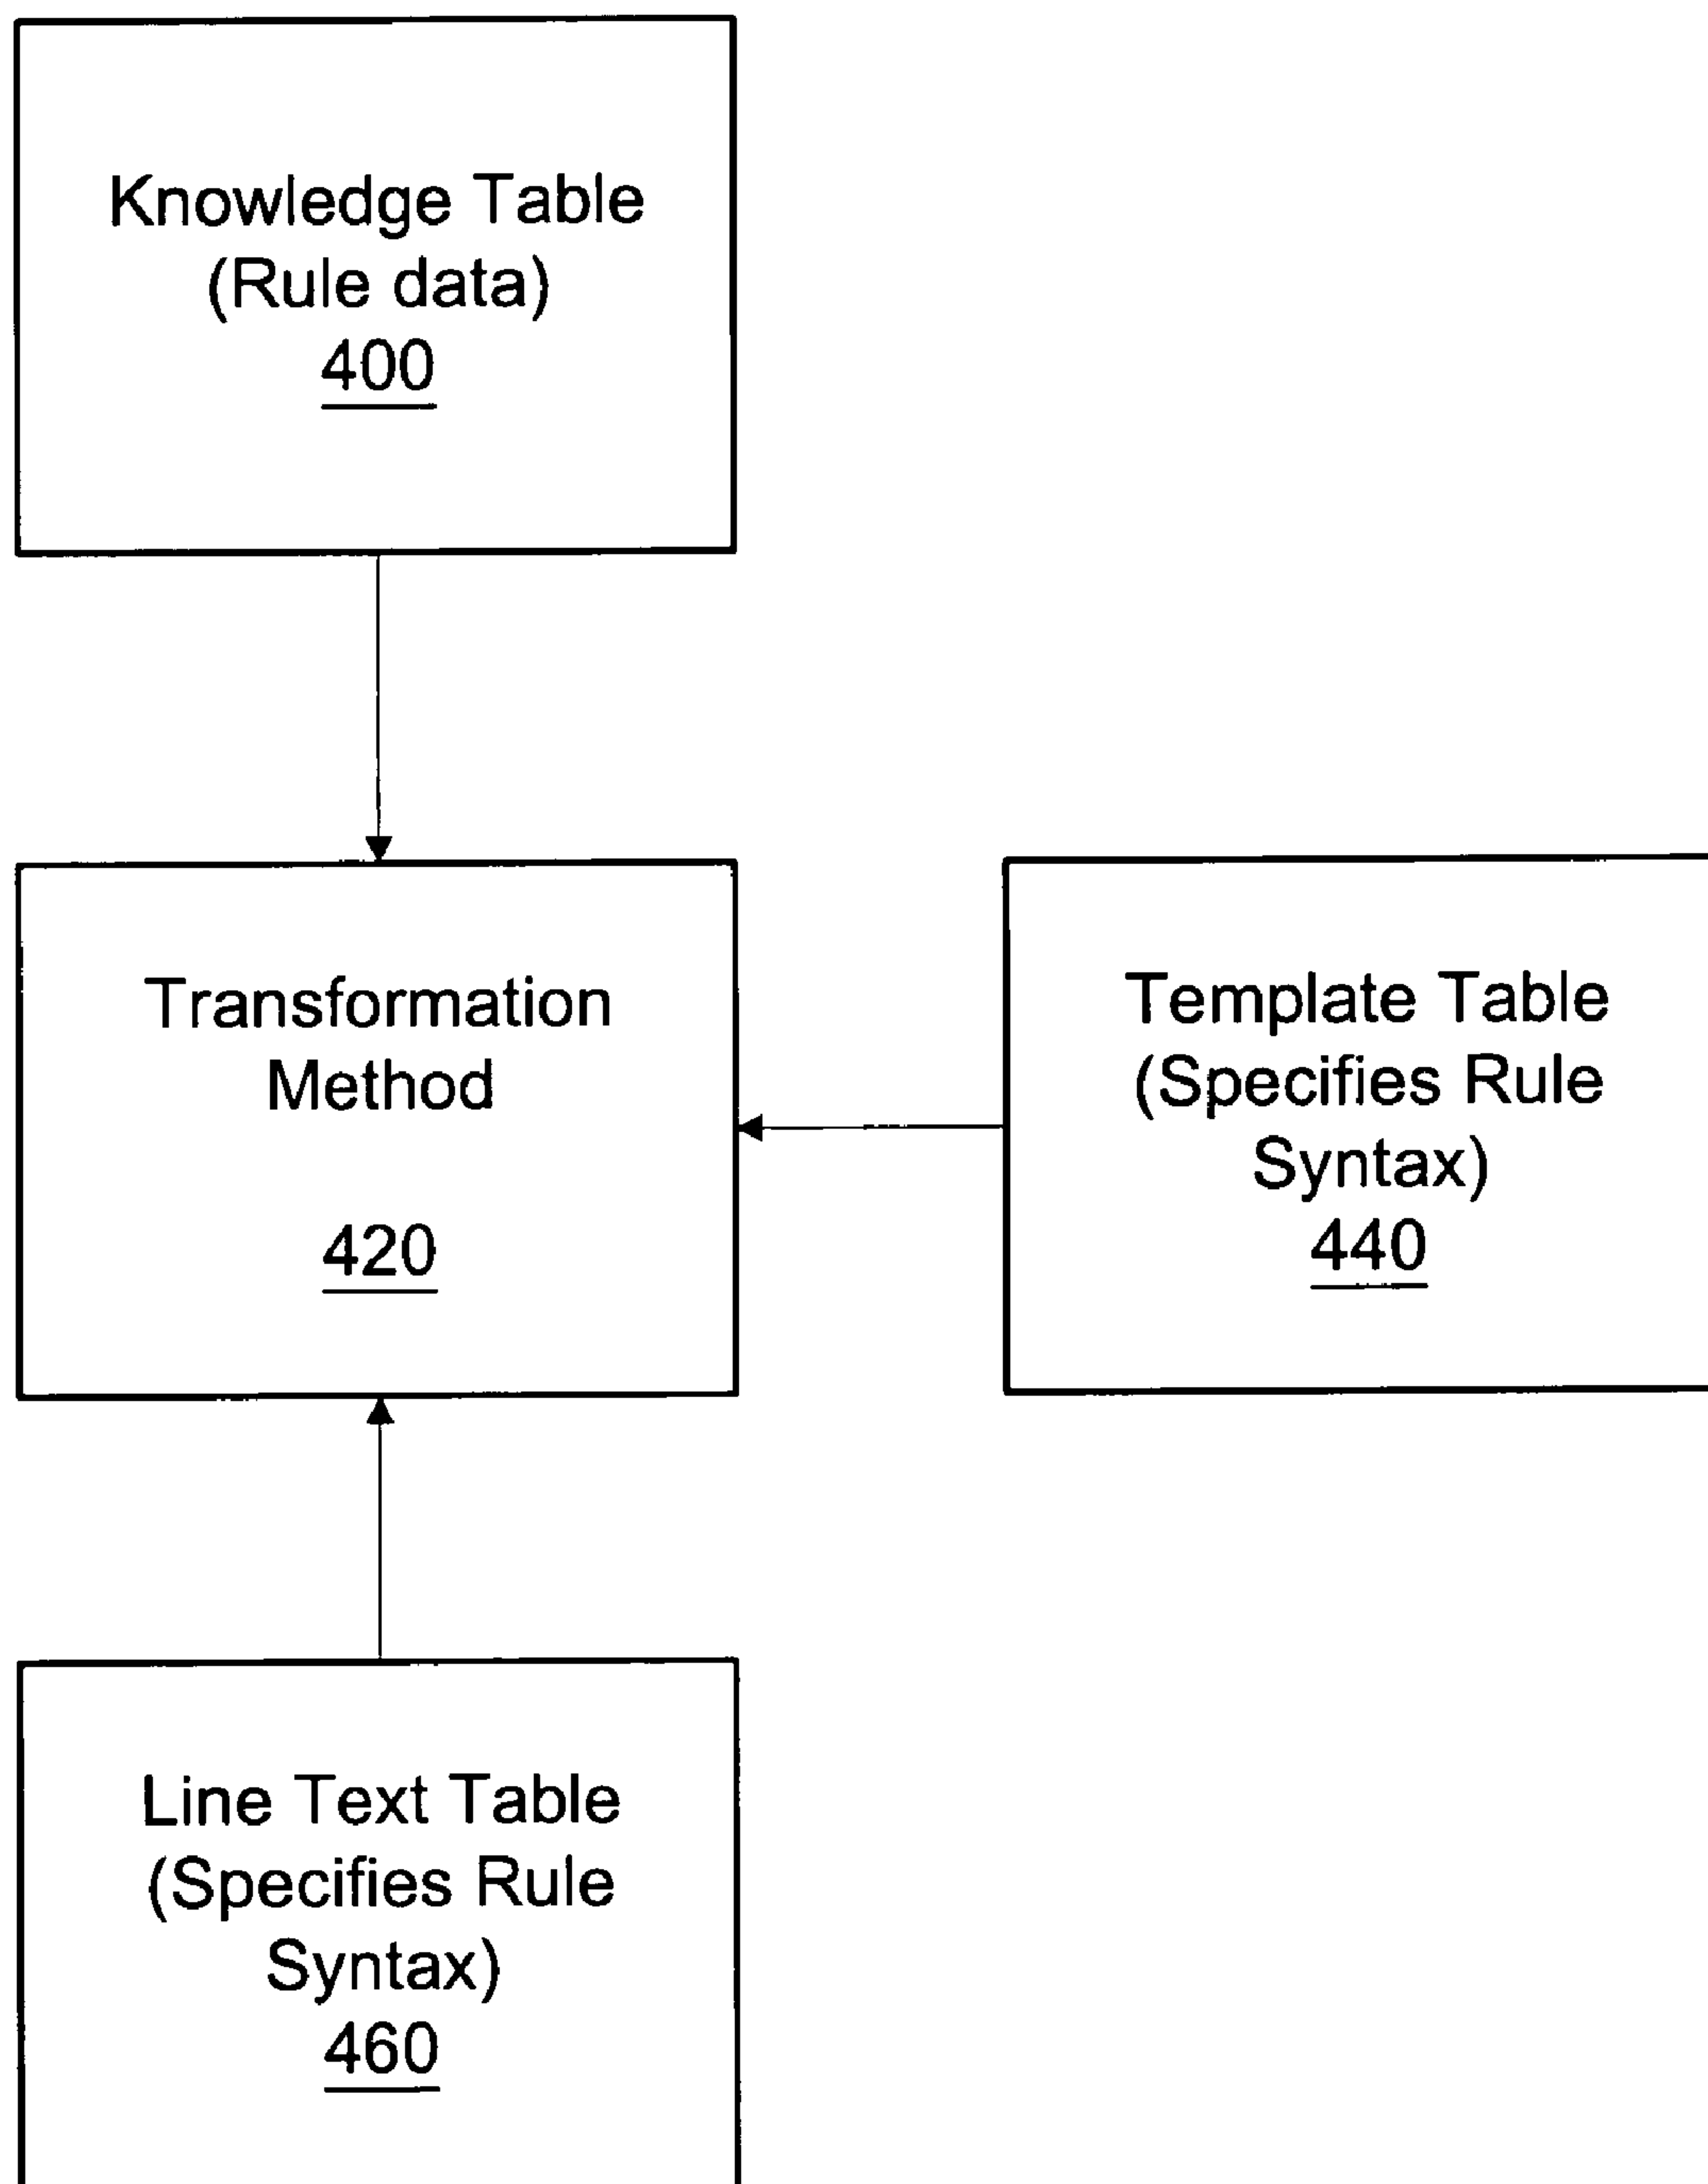 Knowledge Table
(Rule data)
400
Transformation
Method
420
Template Table
(Specifies Rule
Syntax)
440
Line Text Table
(Specifies Rule
Syntax)
460